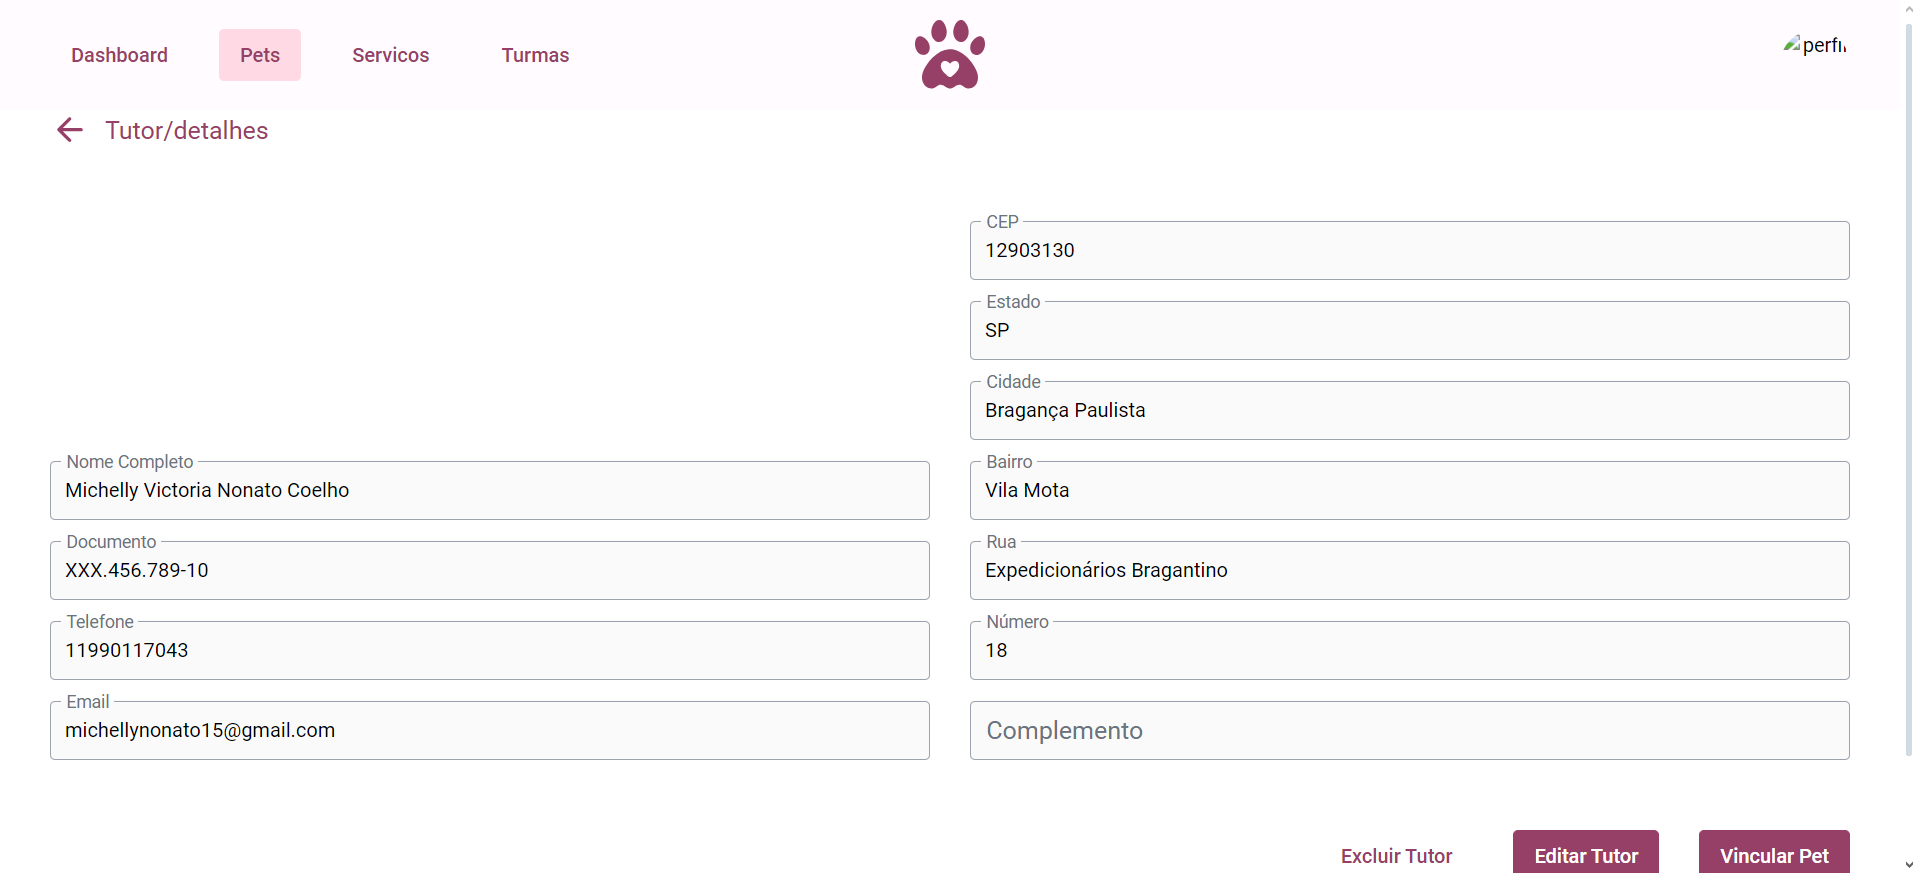 Dashboard Pets Servicos Turmas
perfil
Tutor/detalhes
CEP
12903130
Estado
SP
Cidade
Bragança Paulista
Nome Completo
Michelly Victoria Nonato Coelho
Bairro
Vila Mota
Documento
XXX.456.789-10
Rua
Expedicionários Bragantino
Telefone
11990117043
Número
18
Email
michellynonato15@gmail.com
Complemento
Excluir Tutor Editar Tutor Vincular Pet